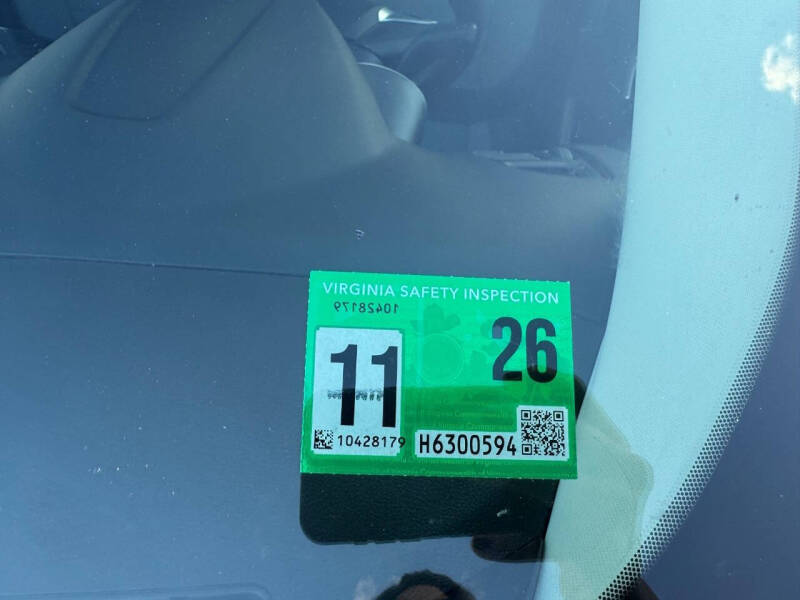 VIRGINIA SAFETY INSPECTION
10428179
11
26
10428179
H6300594